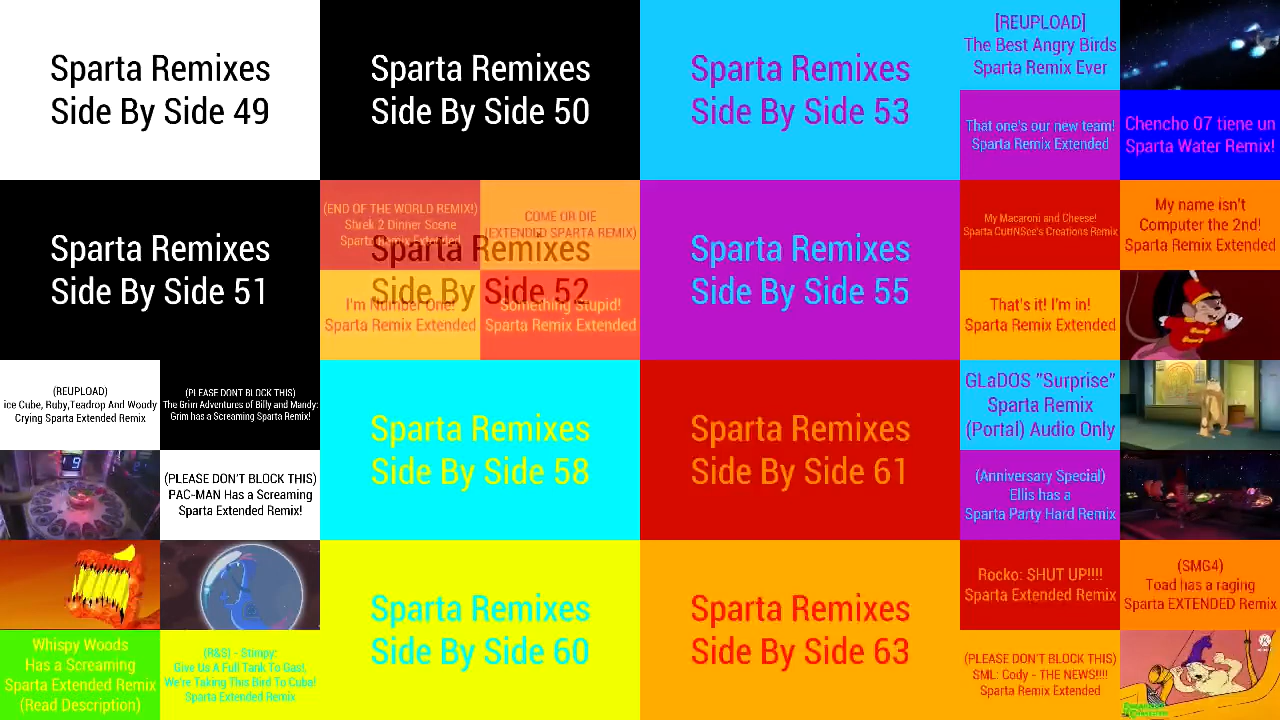 Sparta Remixes
Side By Side 49
Sparta Remixes
Side By Side 50
Sparta Remixes
Side By Side 53
[REUPLOAD]
The Best Angry Birds
Sparta Remix Ever
That one's our new team!
Sparta Remix Extended
Chencho 07 tiene un
Sparta Water Remix!
Sparta Remixes
Side By Side 51
(END OF THE WORLD REMIX!)
Shrek 2 Dinner Scene
Sparta Remix Extended
COME OR DIE
(EXTENDED SPARTA REMIX)
Sparta Remixes
Side By Side 52
I'm Number One!
Sparta Remix Extended
Something Stupid!
Sparta Remix Extended
Sparta Remixes
Side By Side 55
My Macaroni and Cheese!
Sparta CutINSee's Creations Remix
My name isn't
Computer the 2nd!
Sparta Remix Extended
That's it! I'm in!
Sparta Remix Extended
(REUPLOAD)
ice Cube, Ruby,Teadrop And Woody
Crying Sparta Extended Remix
(PLEASE DONT BLOCK THIS)
The Grim Adventures of Billy and Mandy:
Grim has a Screaming Sparta Remix!
9
(PLEASE DON'T BLOCK THIS)
PAC-MAN Has a Screaming
Sparta Extended Remix!
Sparta Remixes
Side By Side 58
Sparta Remixes
Side By Side 61
GLaDOS "Surprise"
Sparta Remix
(Portal) Audio Only
(Anniversary Special)
Ellis has a
Sparta Party Hard Remix
Whispy Woods
Has a Screaming
Sparta Extended Remix
(Read Description)
(R&S) - Stimpy:
Give Us A Full Tank To Gas!,
We're Taking This Bird To Cuba!
Sparta Extended Remix
Sparta Remixes
Side By Side 60
Sparta Remixes
Side By Side 63
Rocko: SHUT UP!!!!
Sparta Extended Remix
(SMG4)
Toad has a raging
Sparta EXTENDED Remix
(PLEASE DON'T BLOCK THIS)
SML: Cody - THE NEWS!!!!
Sparta Remix Extended